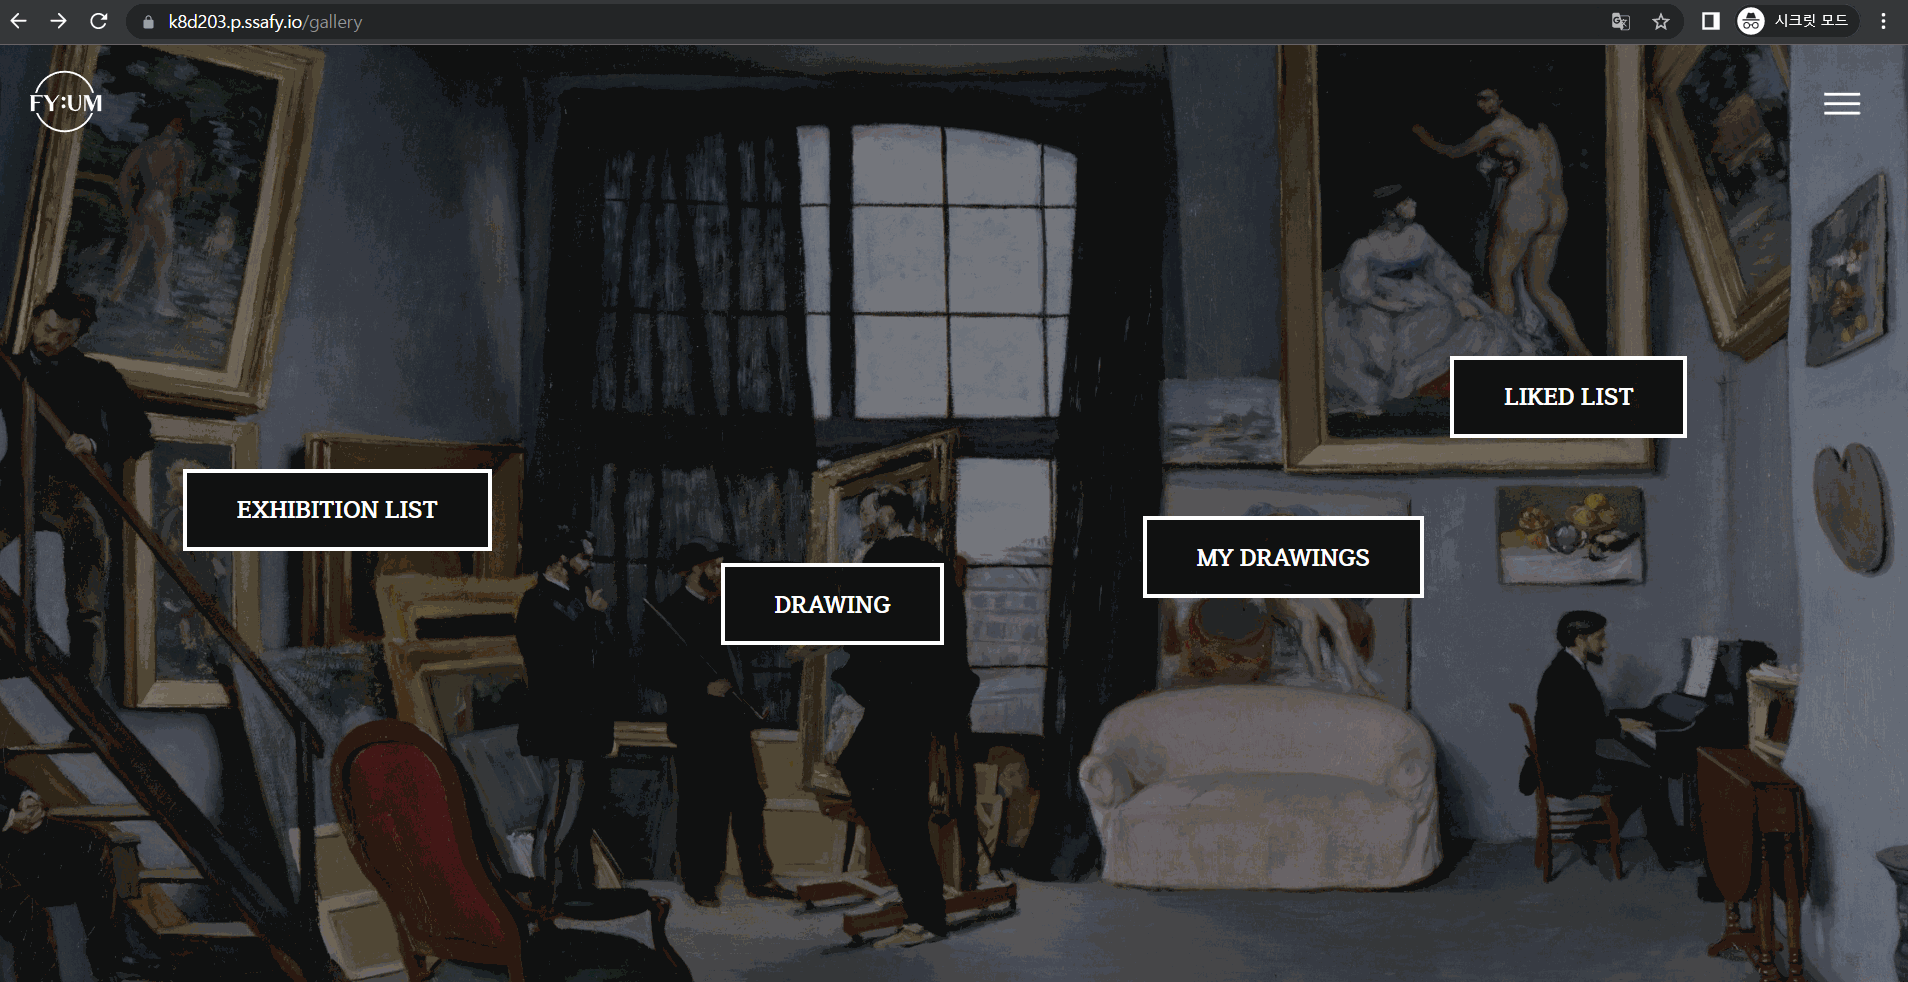 k8d203.p.ssafy.io/gallery
시크릿 모드
FY:UM
LIKED LIST
EXHIBITION LIST
MY DRAWINGS
DRAWING